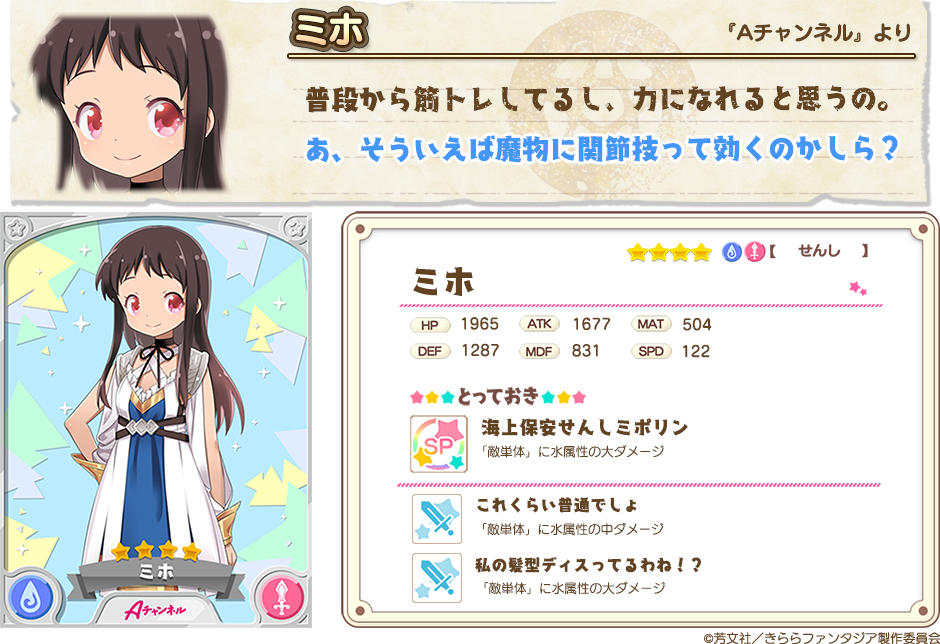 ミホ
『Aチャンネル』より
普段から筋トレしてるし、力になれると思うの。
あ、そういえば魔物に関節技って効くのかしら？
ミホ
Aチャンネル
【 せんし 】
ミホ
HP 1965 ATK 1677 MAT 504
DEF 1287 MDF 831 SPD 122
とっておき
SP
海上保安せんしミポリン
「敵単体」に水属性の大ダメージ
これくらい普通でしょ
「敵単体」に水属性の中ダメージ
私の髪型ディスってるわね！？
「敵単体」に水属性の大ダメージ
©芳文社／きららファンタジア製作委員会